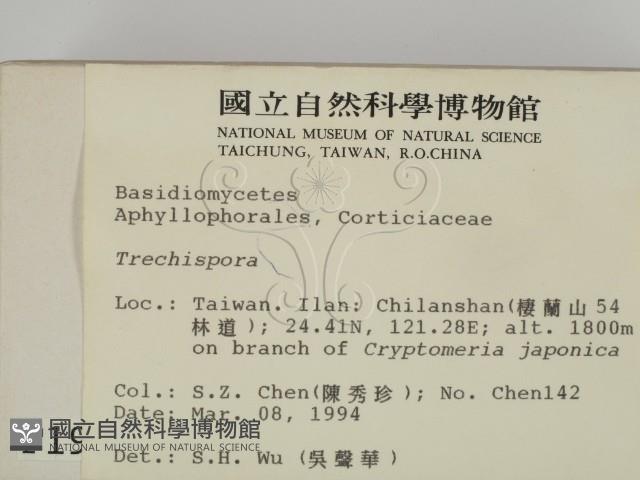 國立自然科學博物館
NATIONAL MUSEUM OF NATURAL SCIENCE
TAICHUNG, TAIWAN, R.O.CHINA
Basidiomycetes
Aphyllophorales, Corticiaceae
Trechispora
Loc.: Taiwan. Ilan: Chilanshan(棲蘭山54
林道); 24.41N, 121.28E; alt. 1800m
on branch of Cryptomeria japonica
Col.: S.Z. Chen(陳秀珍); No. Chen142
Date: Mar. 08, 1994
國立自然科學博物館
NATIONAL MUSEUM OF NATURAL SCIENCE
Det.: S.H. Wu (吳聲華)